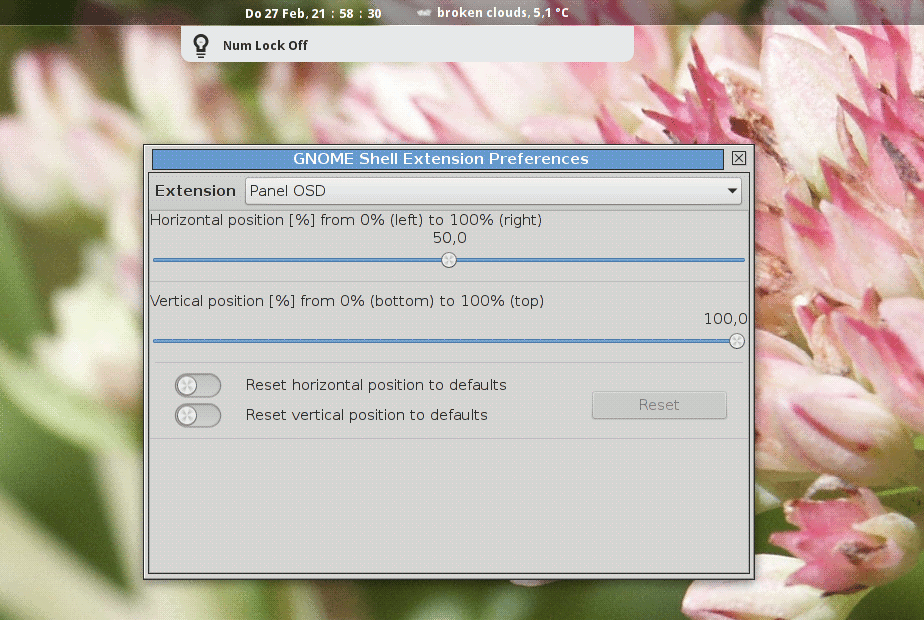 Do 27 Feb, 21 : 58 : 30 broken clouds, 5,1 °C
Num Lock Off
GNOME Shell Extension Preferences
Extension Panel OSD
Horizontal position [%] from 0% (left) to 100% (right)
50,0
Vertical position [%] from 0% (bottom) to 100% (top)
100,0
Reset horizontal position to defaults
Reset vertical position to defaults
Reset